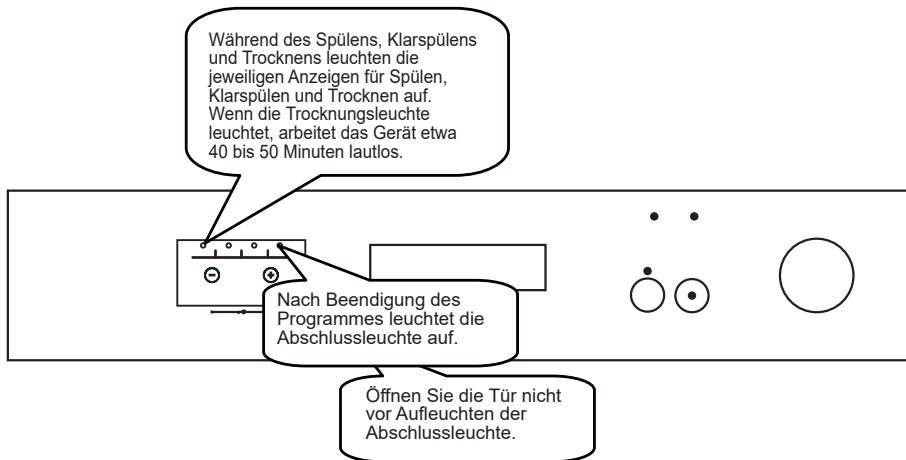 Während des Spülens, Klarspülens
und Trocknens leuchten die
jeweiligen Anzeigen für Spülen,
Klarspülen und Trocknen auf.
Wenn die Trocknungsleuchte
leuchtet, arbeitet das Gerät etwa
40 bis 50 Minuten lautlos.
Nach Beendigung des
Programmes leuchtet die
Abschlussleuchte auf.
Öffnen Sie die Tür nicht
vor Aufleuchten der
Abschlussleuchte.